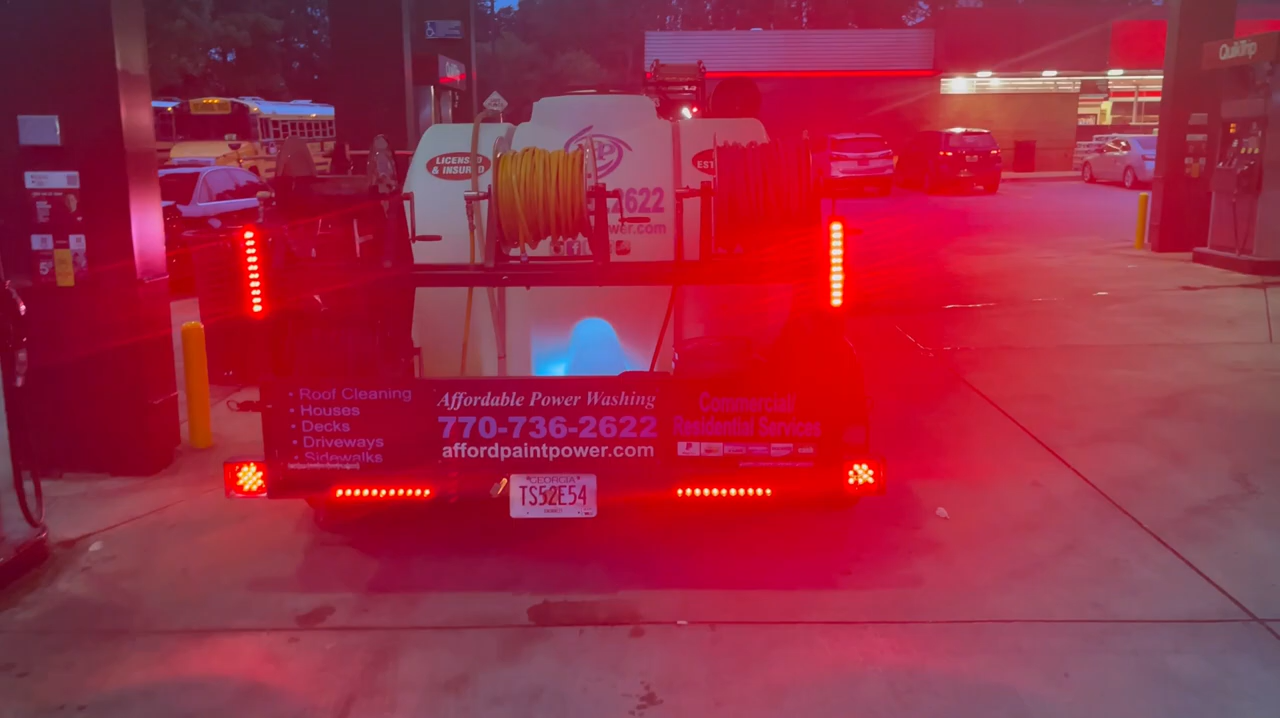 QuikTrip
LICENSED
& INSURED
EST
2622
wer.com
• Roof Cleaning
• Houses
• Decks
• Driveways
• Sidewalks
Affordable Power Washing
770-736-2622
affordpaintpower.com
Commercial/
Residential Services
GEORGIA
TS52E54